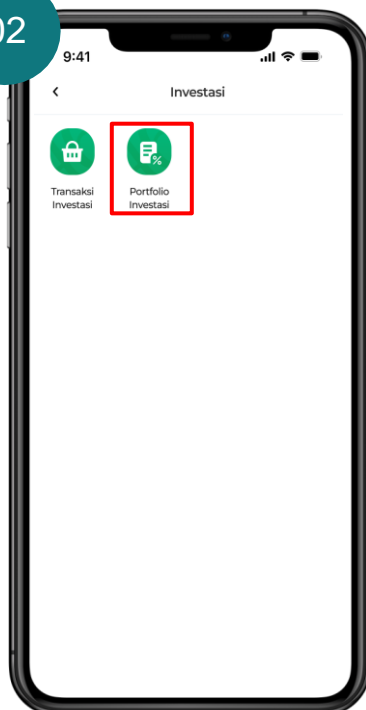 02
9:41
Investasi
%
Transaksi
Investasi
Portfolio
Investasi